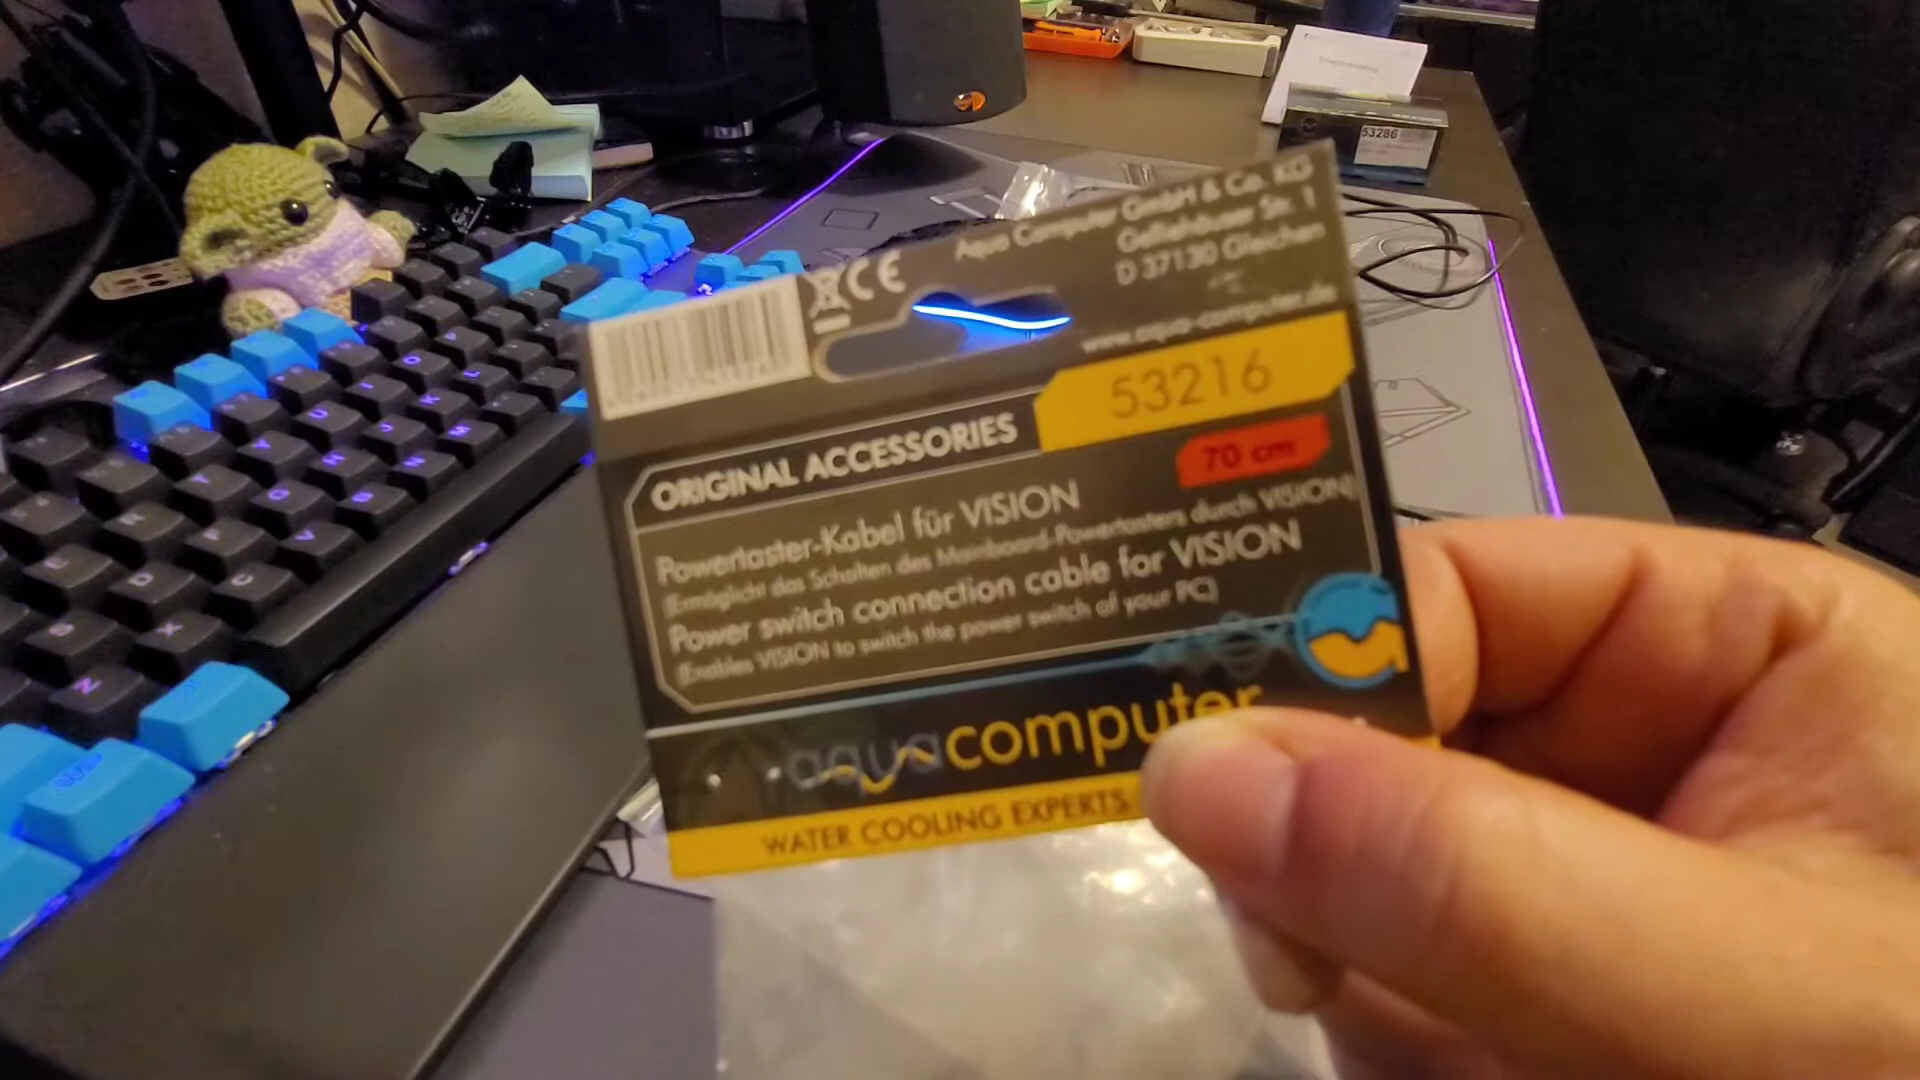 Aqua Computer GmbH & Co. KG
Gelliehäuser Str. 1
D 37130 Gleichen
www.aqua-computer.de
CE
53216
ORIGINAL ACCESSORIES
70 cm
Powertaster-Kabel für VISION
(Ermöglicht das Schalten des Mainboard-Powertasters durch VISION)
Power switch connection cable for VISION
(Enables VISION to switch the power switch of your PC)
aquacomputer
WATER COOLING EXPERTS
53286